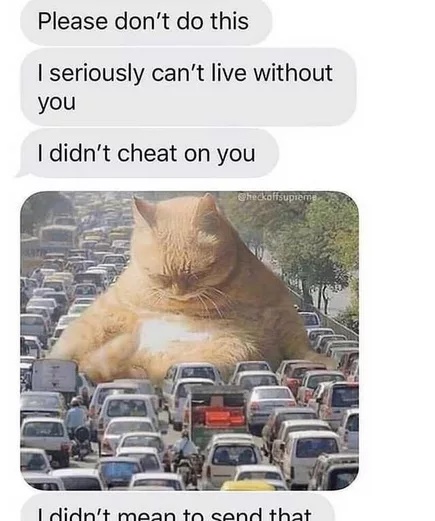 Please don't do this
I seriously can't live without
you
I didn't cheat on you
@heckoffsupreme
I didn't mean to send that